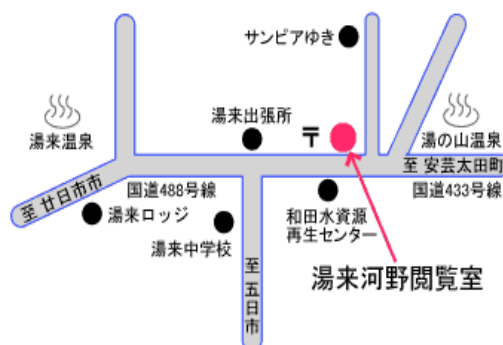 サンピアゆき
湯来温泉
湯来出張所
〒
湯の山温泉
至 安芸太田町
至 廿日市市
国道488号線
国道433号線
湯来ロッジ
湯来中学校
和田水資源
再生センター
至五日市
湯来河野閲覧室